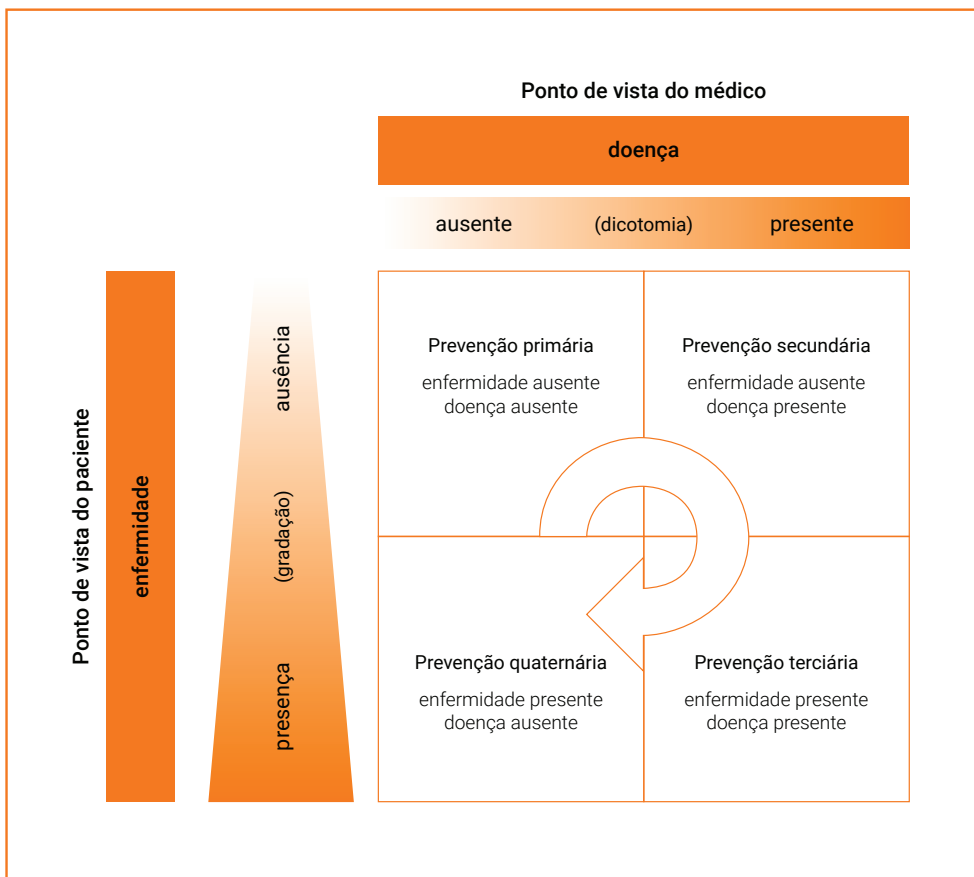 Ponto de vista do médico
doença
ausente (dicotomia) presente
Ponto de vista do paciente
enfermidade
ausência
(gradação)
presença
Prevenção primária
enfermidade ausente
doença ausente
Prevenção secundária
enfermidade ausente
doença presente
Prevenção quaternária
enfermidade presente
doença ausente
Prevenção terciária
enfermidade presente
doença presente